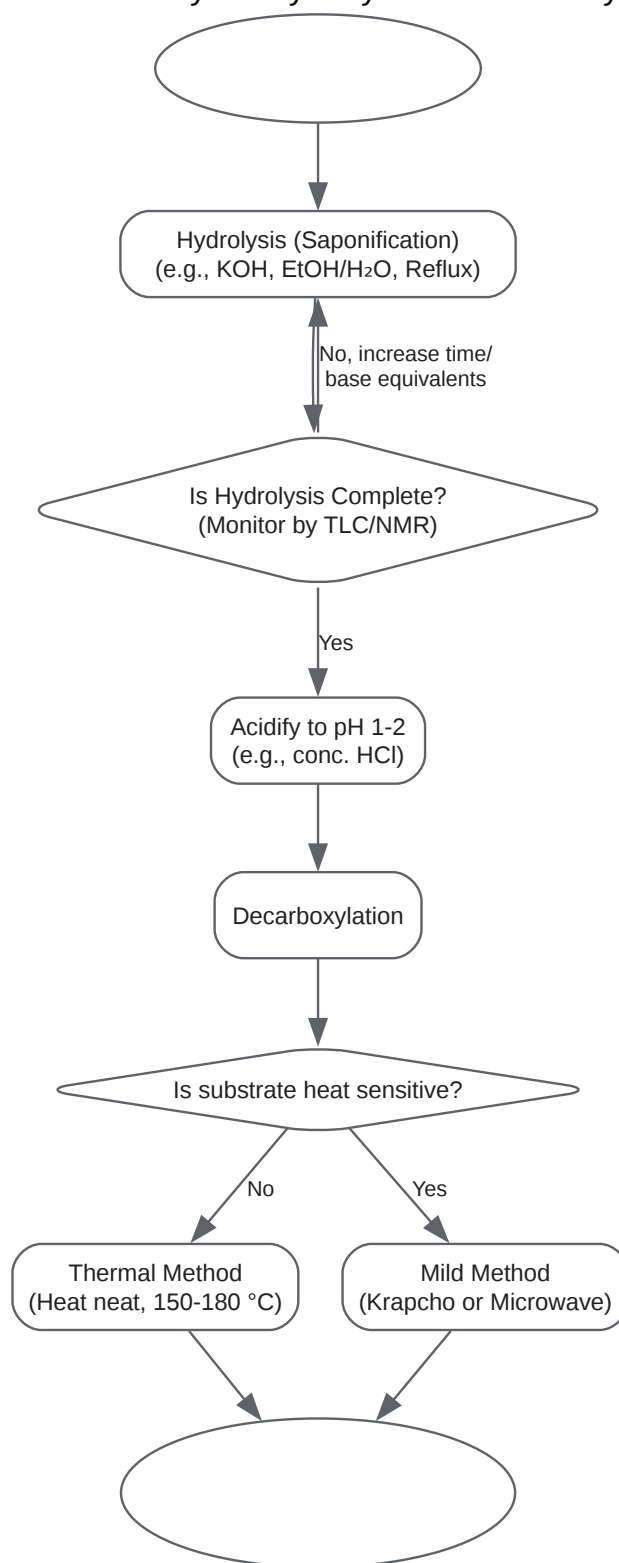 Hydrolysis (Saponification)
(e.g., KOH, EtOH/H₂O, Reflux)
No, increase time/
base equivalents
Is Hydrolysis Complete?
(Monitor by TLC/NMR)
Yes
Acidify to pH 1-2
(e.g., conc. HCl)
Decarboxylation
Is substrate heat sensitive?
No
Yes
Thermal Method
(Heat neat, 150-180 °C)
Mild Method
(Krapcho or Microwave)